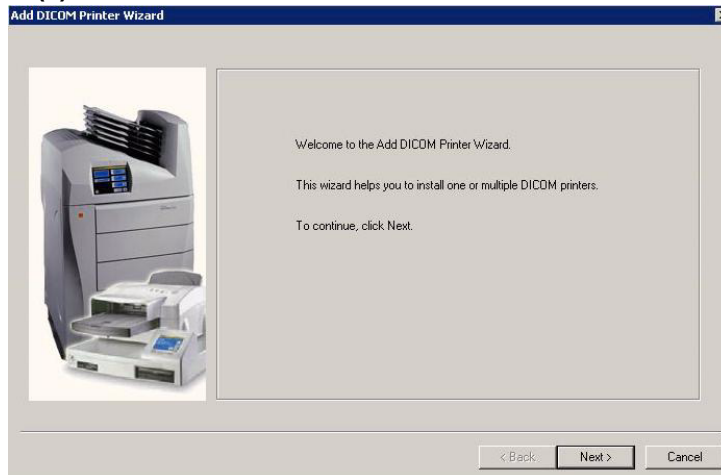 Add DICOM Printer Wizard
Welcome to the Add DICOM Printer Wizard.
This wizard helps you to install one or multiple DICOM printers.
To continue, click Next.
< Back Next > Cancel